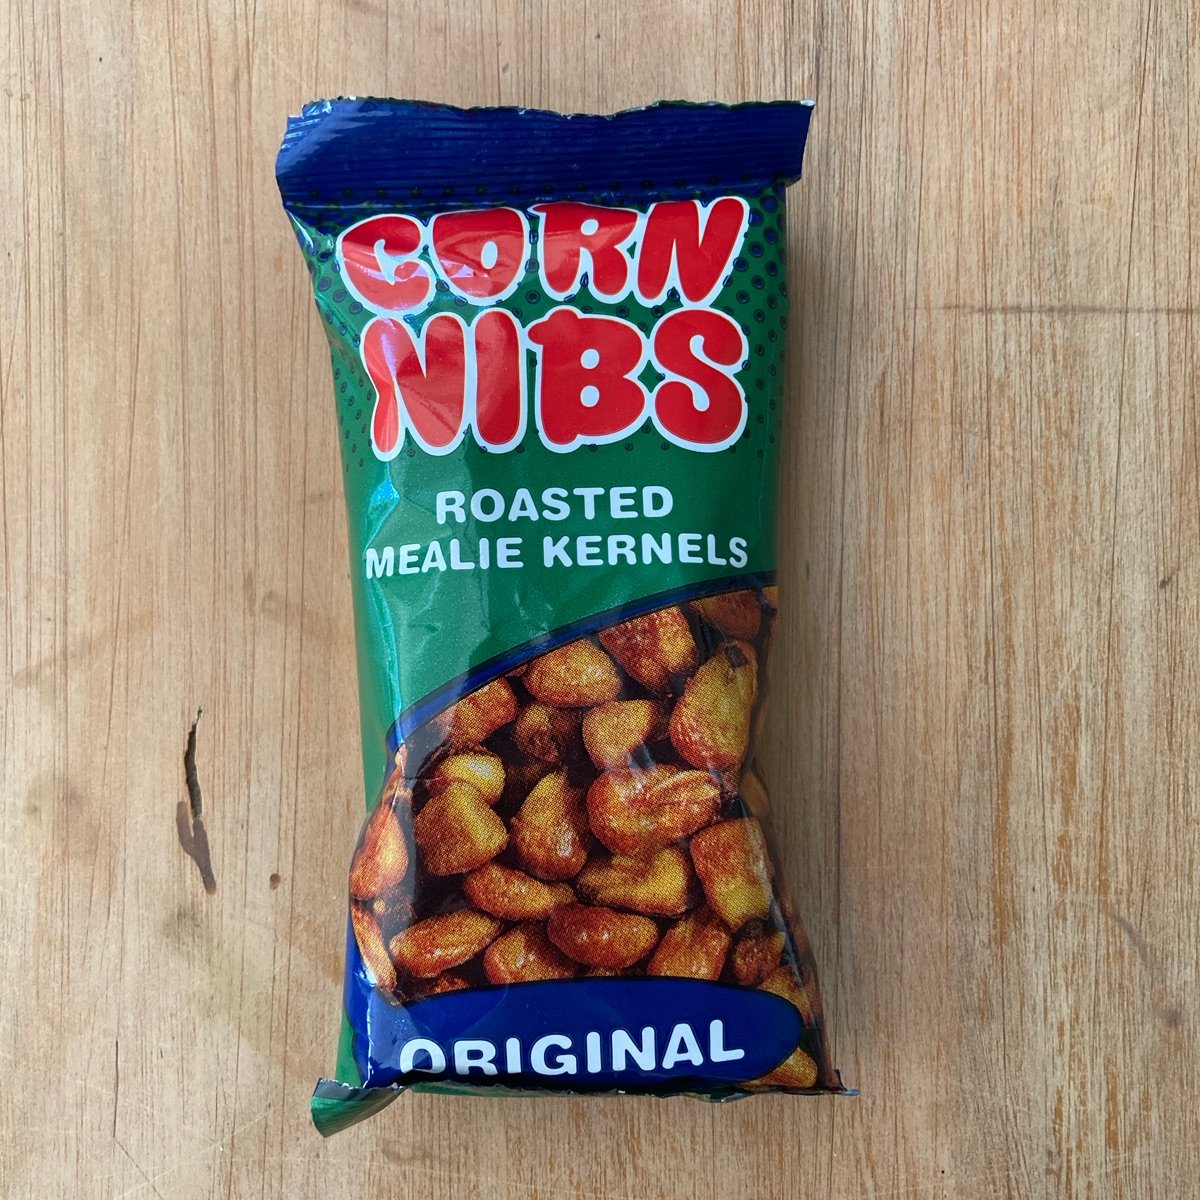 CORN
NIBS
ROASTED
MEALIE KERNELS
ORIGINAL